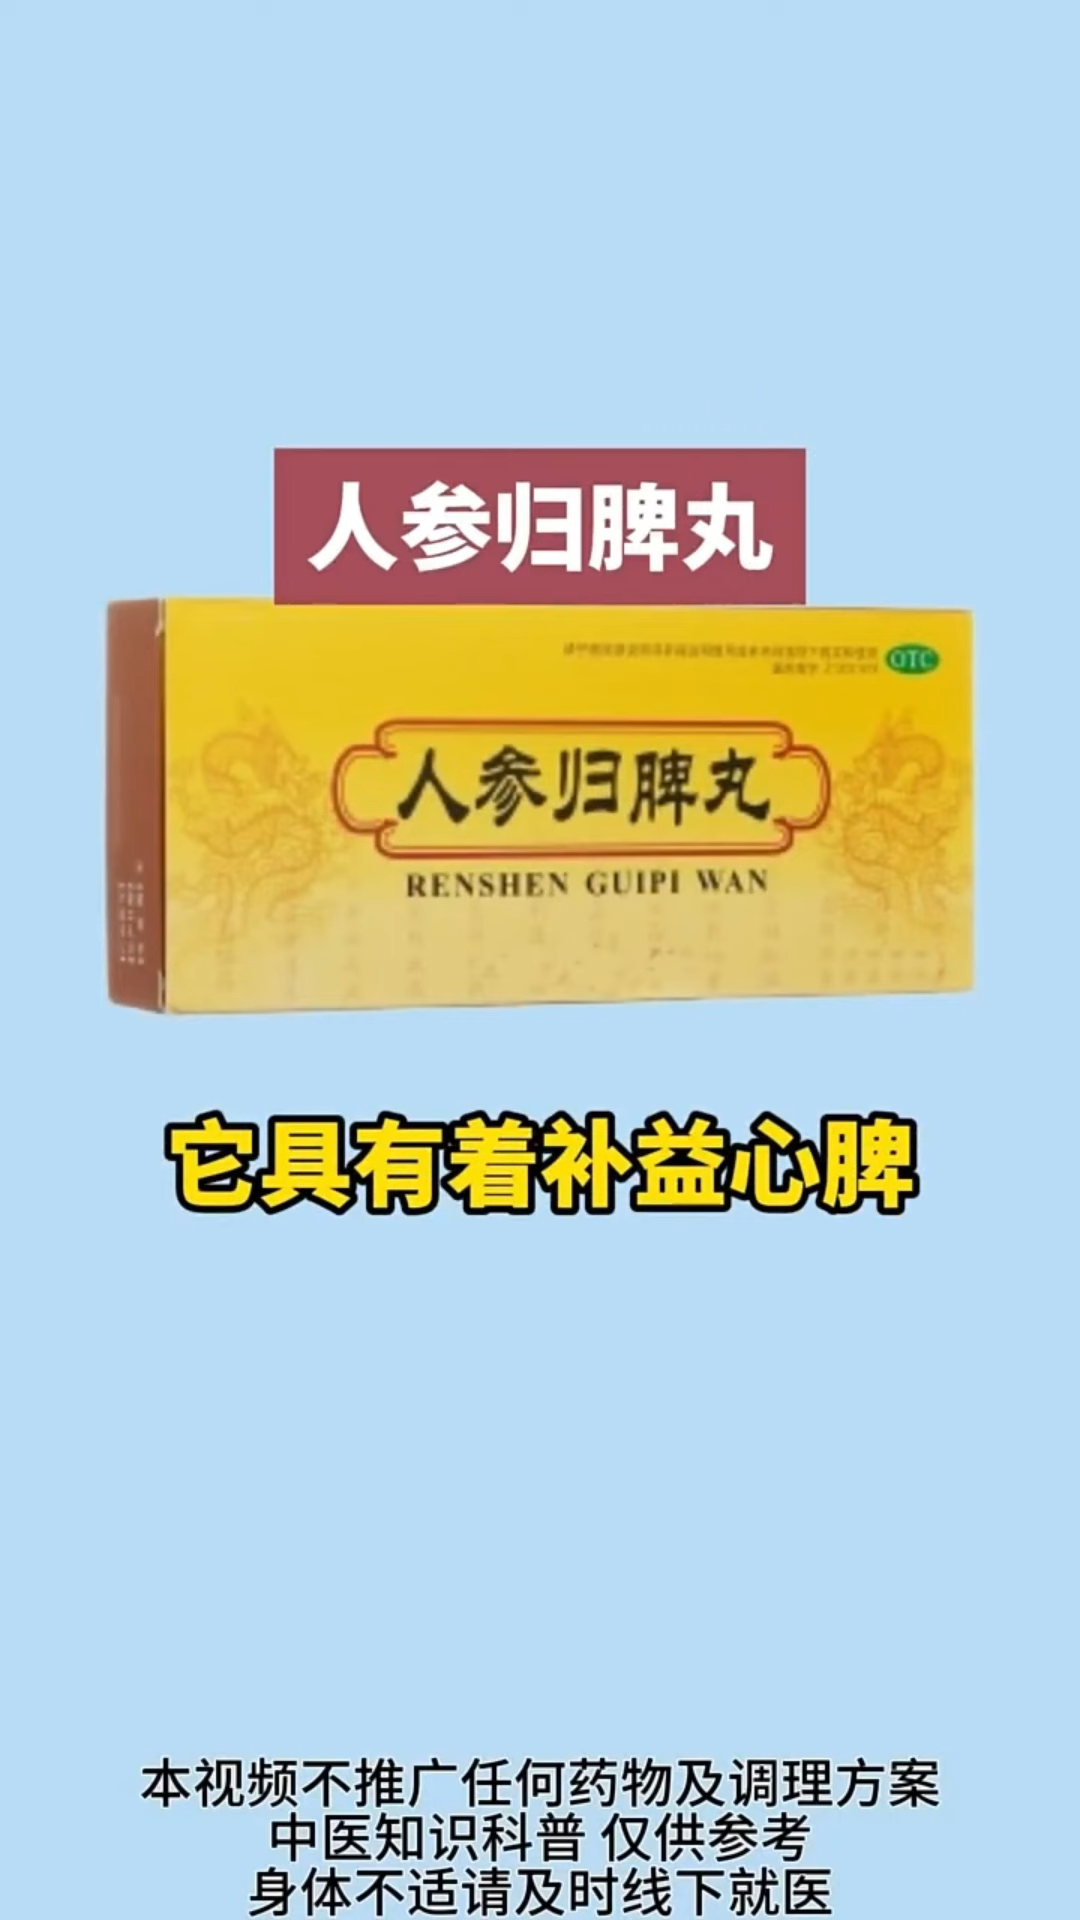 人参归脾丸
OTC
人参归脾丸
RENSHEN GUIPI WAN
它具有着补益心脾
本视频不推广任何药物及调理方案
中医知识科普 仅供参考
身体不适请及时线下就医